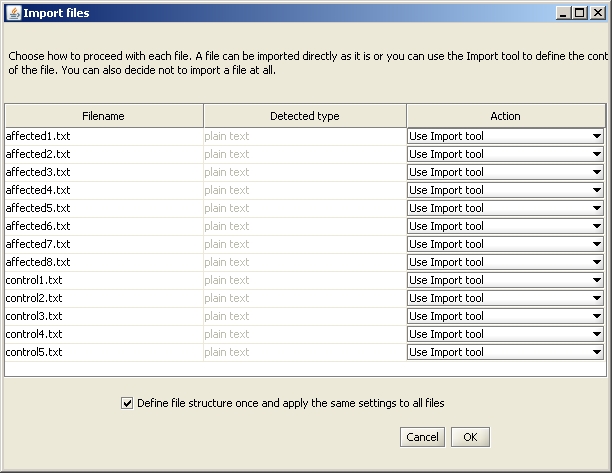 Import files
Choose how to proceed with each file. A file can be imported directly as it is or you can use the Import tool to define the cont
of the file. You can also decide not to import a file at all.
Filename Detected type Action
affected1.txt plain text Use Import tool
affected2.txt plain text Use Import tool
affected3.txt plain text Use Import tool
affected4.txt plain text Use Import tool
affected5.txt plain text Use Import tool
affected6.txt plain text Use Import tool
affected7.txt plain text Use Import tool
affected8.txt plain text Use Import tool
control1.txt plain text Use Import tool
control2.txt plain text Use Import tool
control3.txt plain text Use Import tool
control4.txt plain text Use Import tool
control5.txt plain text Use Import tool
Define file structure once and apply the same settings to all files
Cancel OK